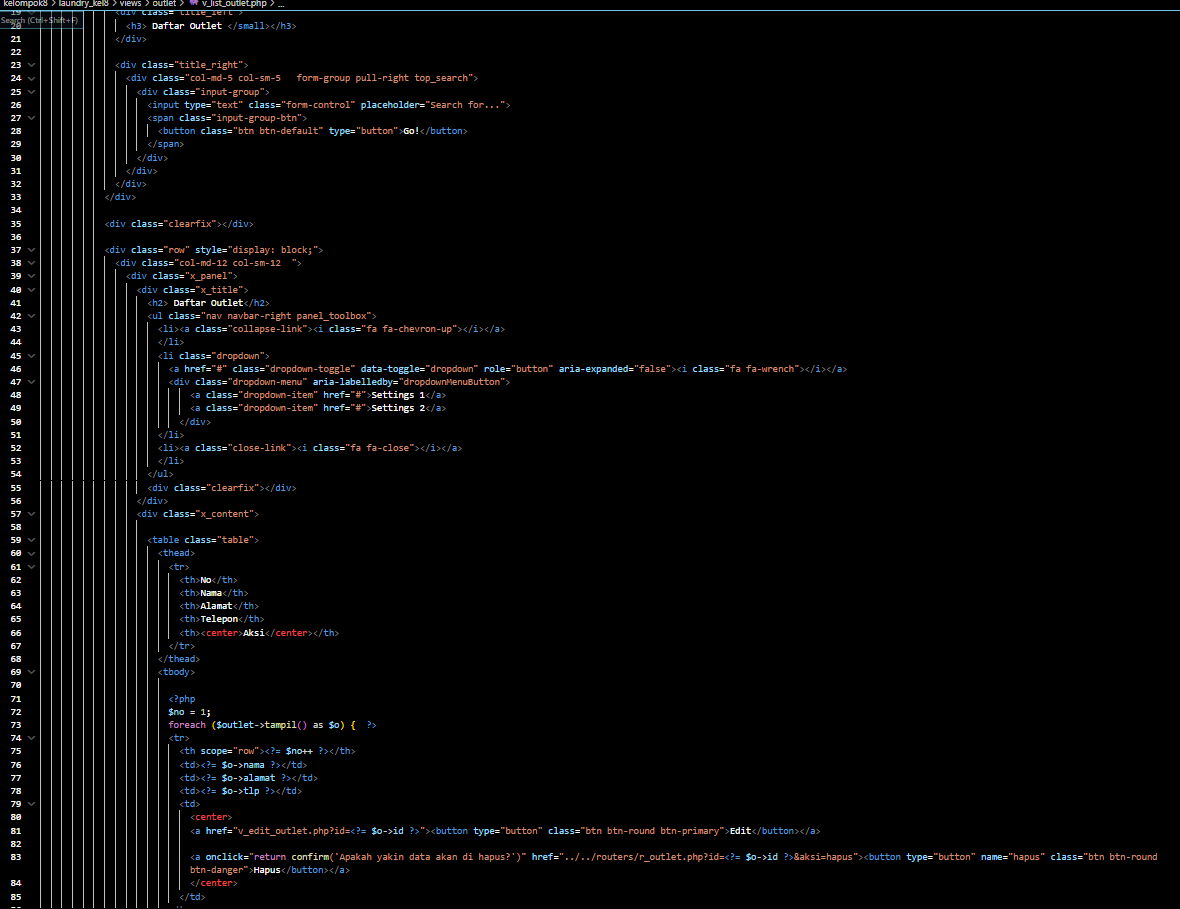 kelompok8 > laundry_kel8 > views > outlet > v_list_outlet.php > ...
19 <div class="title_left">
Search (Ctrl+Shift+F)
20 <h3> Daftar Outlet </small></h3>
21 </div>
22
23 <div class="title_right">
24 <div class="col-md-5 col-sm-5   form-group pull-right top_search">
25 <div class="input-group">
26 <input type="text" class="form-control" placeholder="Search for...">
27 <span class="input-group-btn">
28 <button class="btn btn-default" type="button">Go!</button>
29 </span>
30 </div>
31 </div>
32 </div>
33 </div>
34
35 <div class="clearfix"></div>
36
37 <div class="row" style="display: block;">
38 <div class="col-md-12 col-sm-12  ">
39 <div class="x_panel">
40 <div class="x_title">
41 <h2> Daftar Outlet</h2>
42 <ul class="nav navbar-right panel_toolbox">
43 <li><a class="collapse-link"><i class="fa fa-chevron-up"></i></a>
44 </li>
45 <li class="dropdown">
46 <a href="#" class="dropdown-toggle" data-toggle="dropdown" role="button" aria-expanded="false"><i class="fa fa-wrench"></i></a>
47 <div class="dropdown-menu" aria-labelledby="dropdownMenuButton">
48 <a class="dropdown-item" href="#">Settings 1</a>
49 <a class="dropdown-item" href="#">Settings 2</a>
50 </div>
51 </li>
52 <li><a class="close-link"><i class="fa fa-close"></i></a>
53 </li>
54 </ul>
55 <div class="clearfix"></div>
56 </div>
57 <div class="x_content">
58
59 <table class="table">
60 <thead>
61 <tr>
62 <th>No</th>
63 <th>Nama</th>
64 <th>Alamat</th>
65 <th>Telepon</th>
66 <th><center>Aksi</center></th>
67 </tr>
68 </thead>
69 <tbody>
70
71 <?php
72 $no = 1;
73 foreach ($outlet->tampil() as $o) {  ?>
74 <tr>
75 <th scope="row"><?= $no++ ?></th>
76 <td><?= $o->nama ?></td>
77 <td><?= $o->alamat ?></td>
78 <td><?= $o->tlp ?></td>
79 <td>
80 <center>
81 <a href="v_edit_outlet.php?id=<?= $o->id ?>"><button type="button" class="btn btn-round btn-primary">Edit</button></a>
82
83 <a onclick="return confirm('Apakah yakin data akan di hapus?')" href="../../routers/r_outlet.php?id=<?= $o->id ?>&aksi=hapus"><button type="button" name="hapus" class="btn btn-round
btn-danger">Hapus</button></a>
84 </center>
85 </td>